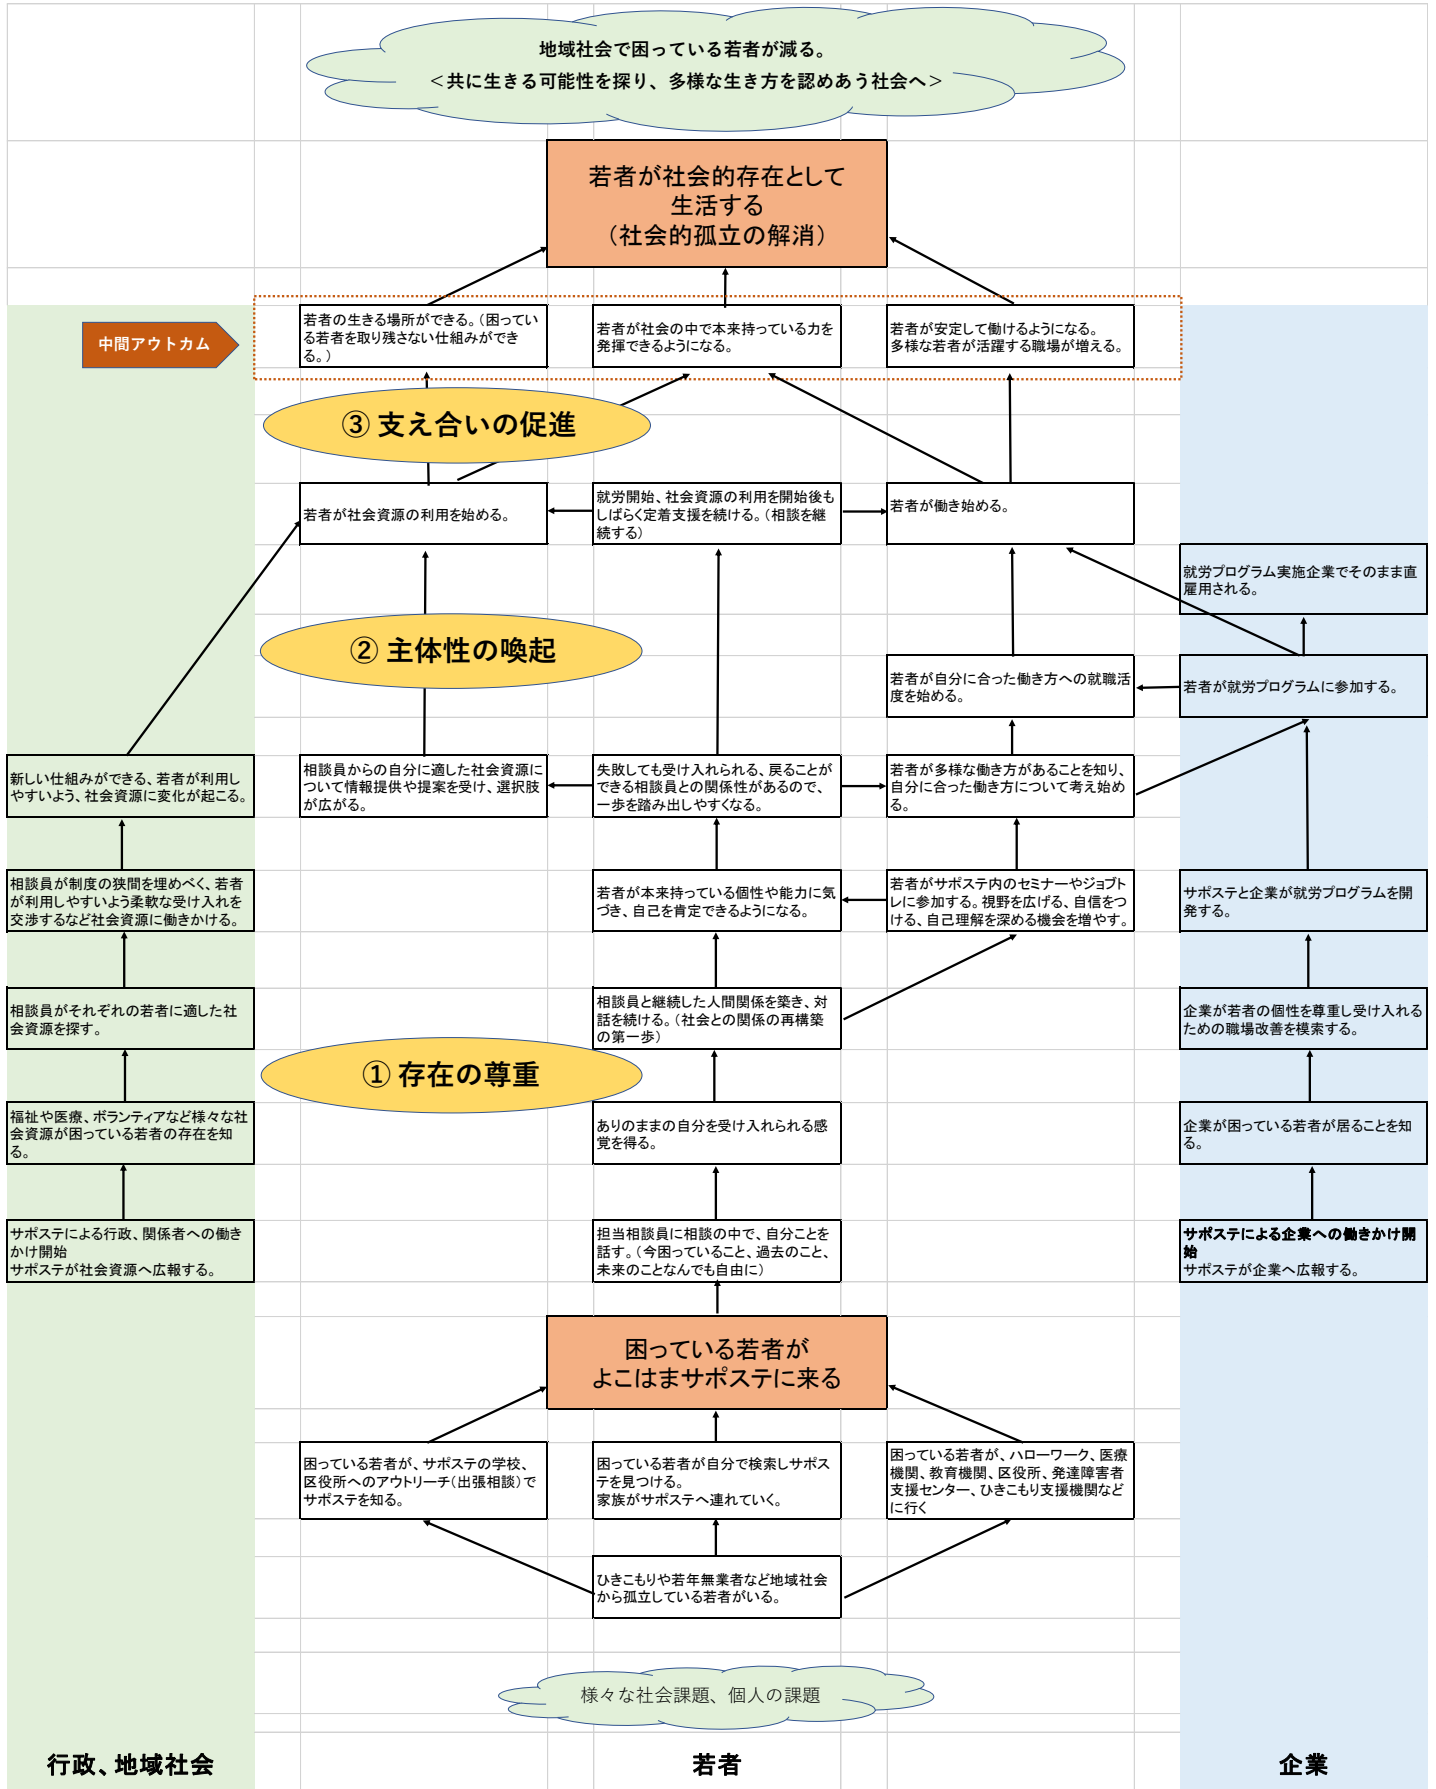 地域社会で困っている若者が減る。
＜共に生きる可能性を探り、多様な生き方を認めあう社会へ＞
若者が社会的存在として
生活する
（社会的孤立の解消）
中間アウトカム
若者の生きる場所ができる。（困ってい
る若者を取り残さない仕組みができ
る。）
若者が社会の中で本来持っている力を
発揮できるようになる。
若者が安定して働けるようになる。
多様な若者が活躍する職場が増える。
③ 支え合いの促進
若者が社会資源の利用を始める。
就労開始、社会資源の利用を開始後も
しばらく定着支援を続ける。（相談を継
続する）
若者が働き始める。
就労プログラム実施企業でそのまま直
雇用される。
② 主体性の喚起
若者が自分に合った働き方への就職活
度を始める。
若者が就労プログラムに参加する。
新しい仕組みができる、若者が利用し
やすいよう、社会資源に変化が起こる。
相談員からの自分に適した社会資源に
ついて情報提供や提案を受け、選択肢
が広がる。
失敗しても受け入れられる、戻ることが
できる相談員との関係性があるので、
一歩を踏み出しやすくなる。
若者が多様な働き方があることを知り、
自分に合った働き方について考え始め
る。
相談員が制度の狭間を埋めべく、若者
が利用しやすいよう柔軟な受け入れを
交渉するなど社会資源に働きかける。
若者が本来持っている個性や能力に気
づき、自己を肯定できるようになる。
若者がサポステ内のセミナーやジョブト
レに参加する。視野を広げる、自信をつ
ける、自己理解を深める機会を増やす。
サポステと企業が就労プログラムを開
発する。
相談員がそれぞれの若者に適した社
会資源を探す。
相談員と継続した人間関係を築き、対
話を続ける。（社会との関係の再構築
の第一歩）
企業が若者の個性を尊重し受け入れる
ための職場改善を模索する。
① 存在の尊重
福祉や医療、ボランティアなど様々な社
会資源が困っている若者の存在を知
る。
ありのままの自分を受け入れられる感
覚を得る。
企業が困っている若者が居ることを知
る。
サポステによる行政、関係者への働き
かけ開始
サポステが社会資源へ広報する。
担当相談員に相談の中で、自分ことを
話す。（今困っていること、過去のこと、
未来のことなんでも自由に）
サポステによる企業への働きかけ開
始
サポステが企業へ広報する。
困っている若者が
よこはまサポステに来る
困っている若者が、サポステの学校、
区役所へのアウトリーチ（出張相談）で
サポステを知る。
困っている若者が自分で検索しサポス
テを見つける。
家族がサポステへ連れていく。
困っている若者が、ハローワーク、医療
機関、教育機関、区役所、発達障害者
支援センター、ひきこもり支援機関など
に行く
ひきこもりや若年無業者など地域社会
から孤立している若者がいる。
様々な社会課題、個人の課題
行政、地域社会
若者
企業